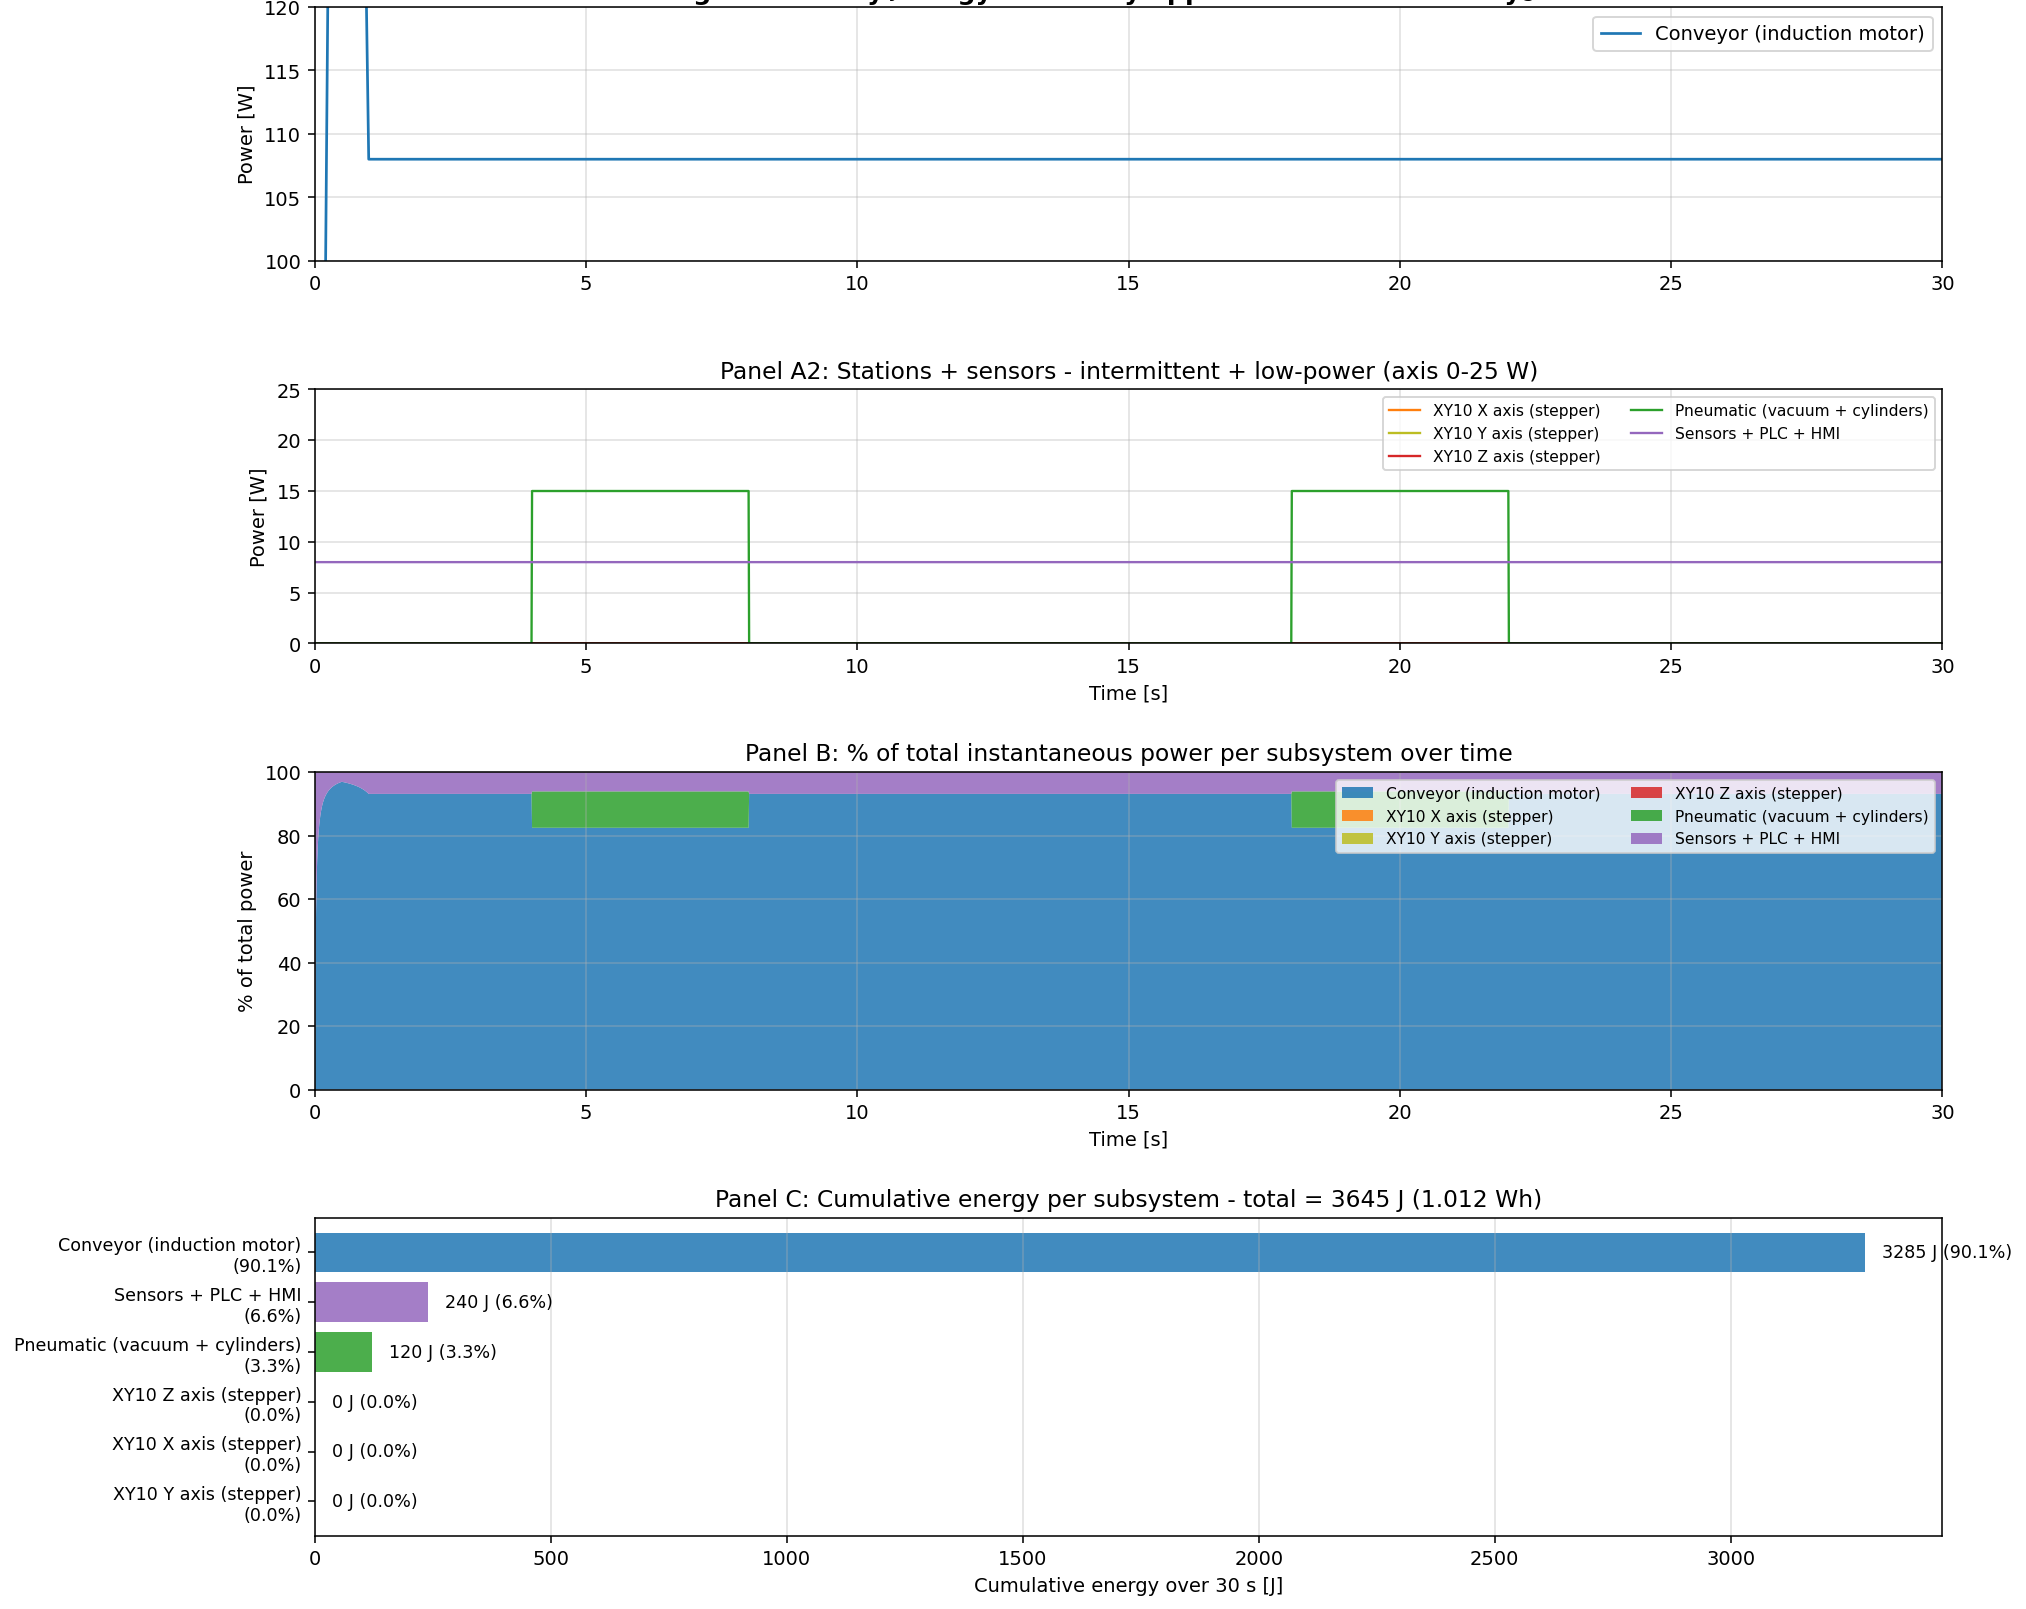 120
115
110
105
100
Power [W]
Conveyor (induction motor)
0 5 10 15 20 25 30
Panel A2: Stations + sensors - intermittent + low-power (axis 0-25 W)
25
20
15
10
5
0
Power [W]
XY10 X axis (stepper)
XY10 Y axis (stepper)
XY10 Z axis (stepper)
Pneumatic (vacuum + cylinders)
Sensors + PLC + HMI
0 5 10 15 20 25 30
Time [s]
Panel B: % of total instantaneous power per subsystem over time
100
80
60
40
20
0
% of total power
Conveyor (induction motor)
XY10 X axis (stepper)
XY10 Y axis (stepper)
XY10 Z axis (stepper)
Pneumatic (vacuum + cylinders)
Sensors + PLC + HMI
0 5 10 15 20 25 30
Time [s]
Panel C: Cumulative energy per subsystem - total = 3645 J (1.012 Wh)
Conveyor (induction motor)
(90.1%)
3285 J (90.1%)
Sensors + PLC + HMI
(6.6%)
240 J (6.6%)
Pneumatic (vacuum + cylinders)
(3.3%)
120 J (3.3%)
XY10 Z axis (stepper)
(0.0%)
0 J (0.0%)
XY10 X axis (stepper)
(0.0%)
0 J (0.0%)
XY10 Y axis (stepper)
(0.0%)
0 J (0.0%)
0 500 1000 1500 2000 2500 3000
Cumulative energy over 30 s [J]